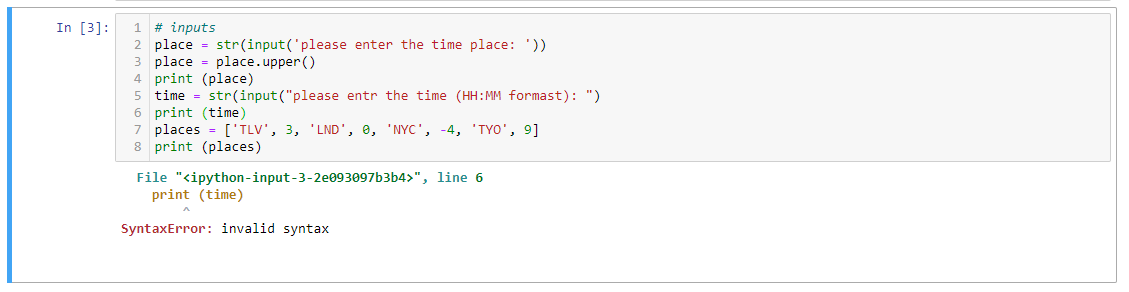 In [3]:
1 # inputs
2 place = str(input('please enter the time place: '))
3 place = place.upper()
4 print (place)
5 time = str(input("please entr the time (HH:MM formast): ")
6 print (time)
7 places = ['TLV', 3, 'LND', 0, 'NYC', -4, 'TYO', 9]
8 print (places)
File "<ipython-input-3-2e093097b3b4>", line 6
print (time)
^
SyntaxError: invalid syntax